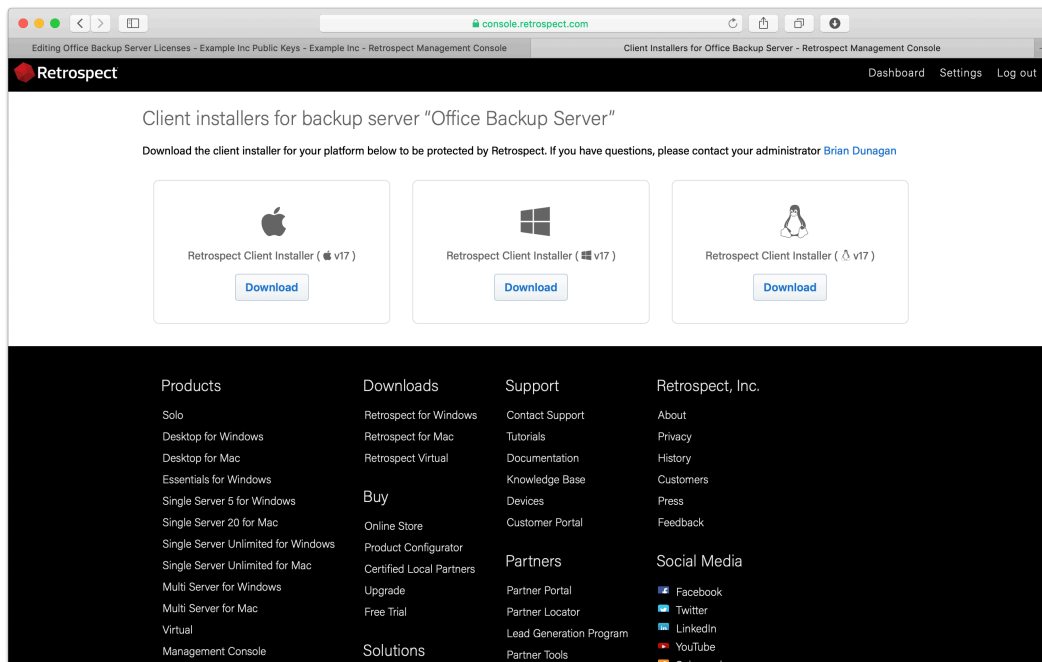 console.retrospect.com
Editing Office Backup Server Licenses - Example Inc Public Keys - Example Inc - Retrospect Management Console
Client Installers for Office Backup Server - Retrospect Management Console
Retrospect
Dashboard Settings Log out
Client installers for backup server “Office Backup Server”
Download the client installer for your platform below to be protected by Retrospect. If you have questions, please contact your administrator Brian Dunagan
Retrospect Client Installer ( v17 )
Download
Retrospect Client Installer ( v17 )
Download
Retrospect Client Installer ( v17 )
Download
Products
Solo
Desktop for Windows
Desktop for Mac
Essentials for Windows
Single Server 5 for Windows
Single Server 20 for Mac
Single Server Unlimited for Windows
Single Server Unlimited for Mac
Multi Server for Windows
Multi Server for Mac
Virtual
Management Console
Downloads
Retrospect for Windows
Retrospect for Mac
Retrospect Virtual
Buy
Online Store
Product Configurator
Certified Local Partners
Upgrade
Free Trial
Solutions
Support
Contact Support
Tutorials
Documentation
Knowledge Base
Devices
Customer Portal
Partners
Partner Portal
Partner Locator
Lead Generation Program
Partner Tools
Retrospect, Inc.
About
Privacy
History
Customers
Press
Feedback
Social Media
Facebook
Twitter
LinkedIn
YouTube